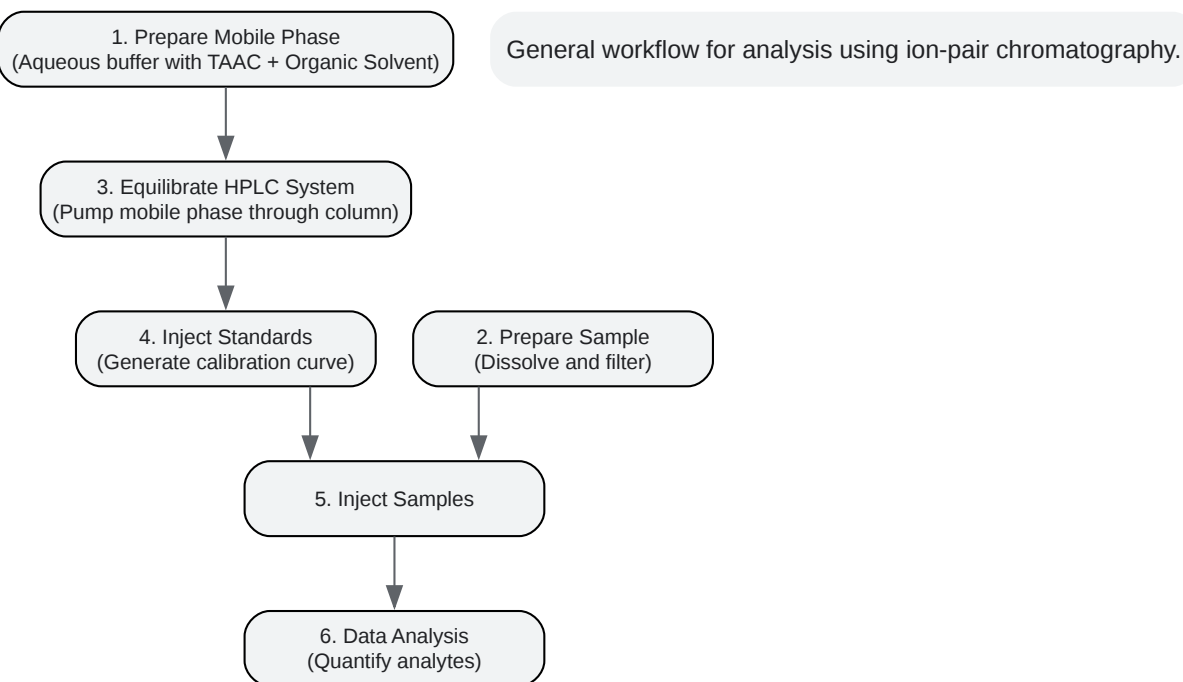 1. Prepare Mobile Phase
(Aqueous buffer with TAAC + Organic Solvent)
General workflow for analysis using ion-pair chromatography.
3. Equilibrate HPLC System
(Pump mobile phase through column)
4. Inject Standards
(Generate calibration curve)
2. Prepare Sample
(Dissolve and filter)
5. Inject Samples
6. Data Analysis
(Quantify analytes)